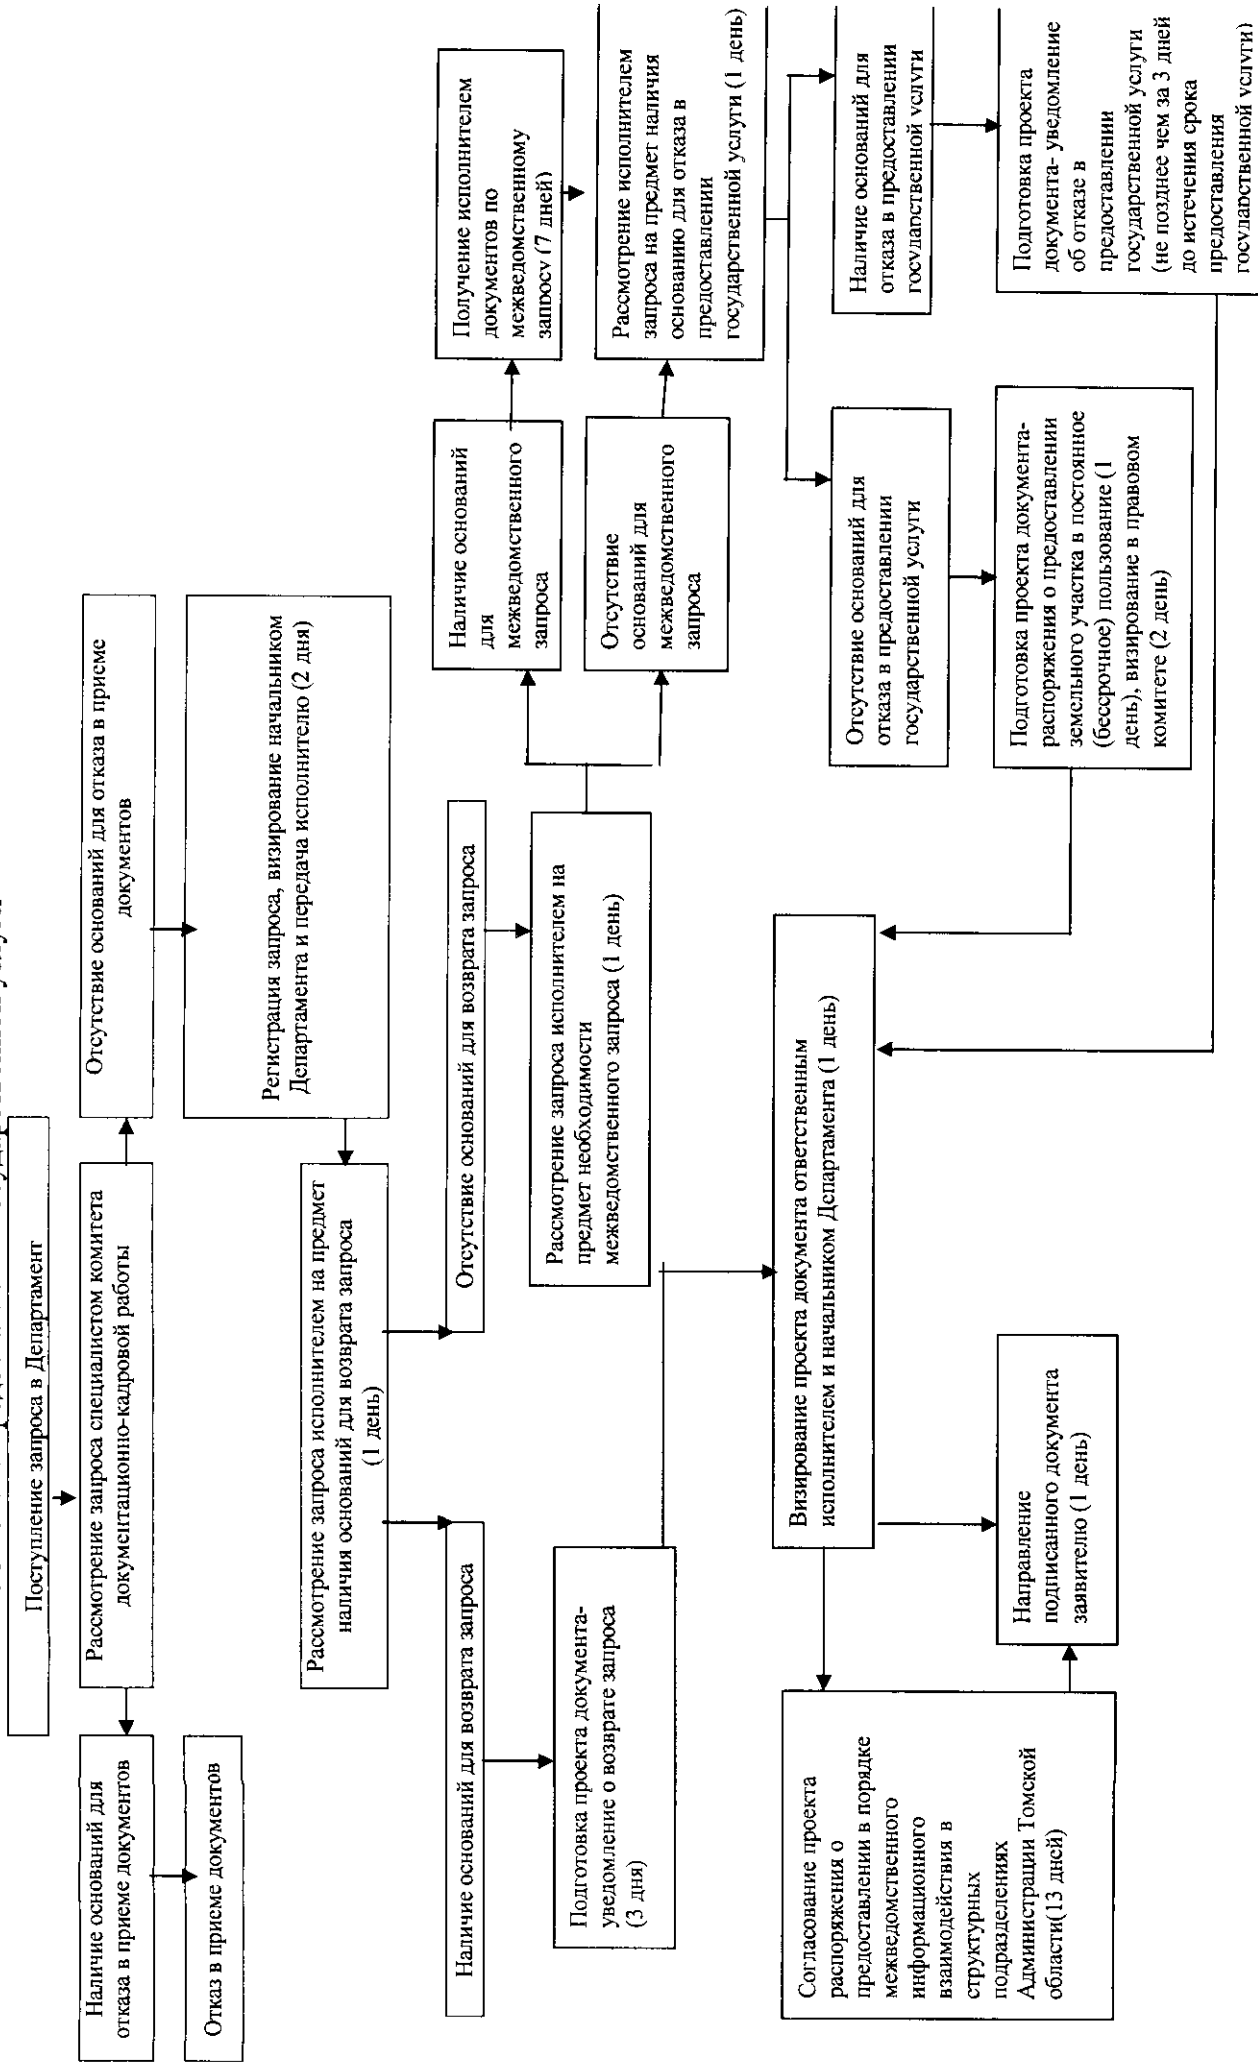 Поступление запроса в Департамент
Рассмотрение запроса специалистом комитета
документационно-кадровой работы
Наличие оснований для
отказа в приеме документов
Отказ в приеме документов
Отсутствие оснований для отказа в приеме
документов
Регистрация запроса, визирование начальником
Департамента и передача исполнителю (2 дня)
Рассмотрение запроса исполнителем на предмет
наличия оснований для возврата запроса
(1 день)
Наличие оснований для возврата запроса
Отсутствие оснований для возврата запроса
Подготовка проекта документа-
уведомление о возврате запроса
(3 дня)
Рассмотрение запроса исполнителем на
предмет необходимости
межведомственного запроса (1 день)
Наличие оснований
для
межведомственного
запроса
Отсутствие
оснований для
межведомственного
запроса
Получение исполнителем
документов по
межведомственному
запросу (7 дней)
Рассмотрение исполнителем
запроса на предмет наличия
основанию для отказа в
предоставлении
государственной услуги (1 день)
Отсутствие оснований для
отказа в предоставлении
государственной услуги
Наличие оснований для
отказа в предоставлении
государственной услуги
Подготовка проекта документа-
распоряжения о предоставлении
земельного участка в постоянное
(бессрочное) пользование (1
день), визирование в правовом
комитете (2 день)
Подготовка проекта
документа- уведомление
об отказе в
предоставлении
государственной услуги
(не позднее чем за 3 дней
до истечения срока
предоставления
государственной услуги)
Визирование проекта документа ответственным
исполнителем и начальником Департамента (1 день)
Согласование проекта
распоряжения о
предоставлении в порядке
межведомственного
информационного
взаимодействия в
структурных
подразделениях
Администрации Томской
области(13 дней)
Направление
подписанного документа
заявителю (1 день)